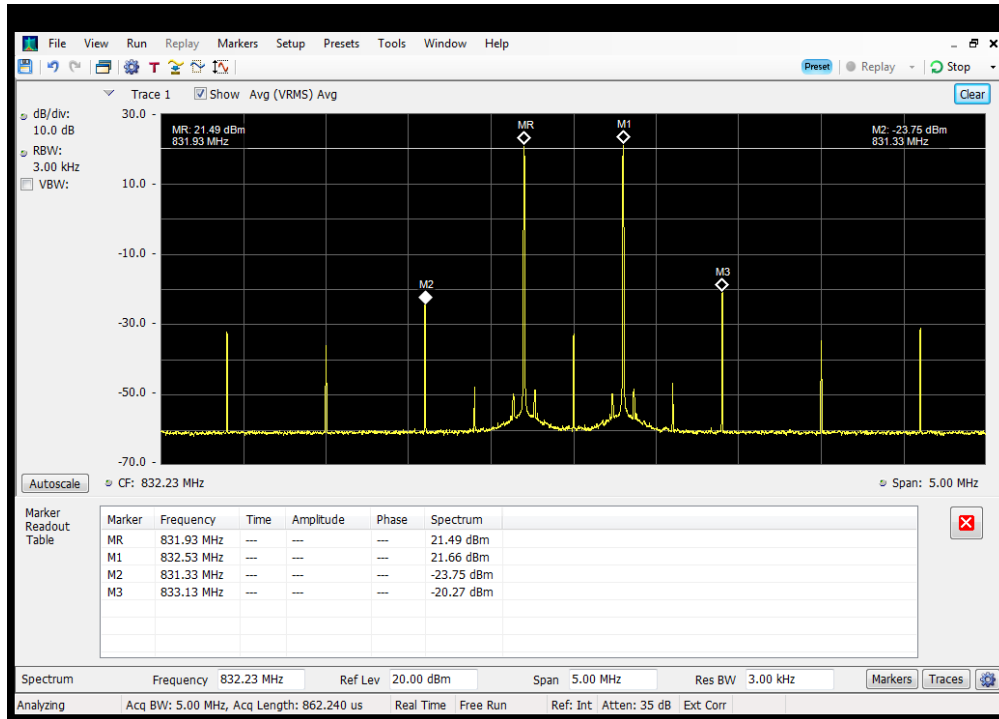 File View Run Replay Markers Setup Presets Tools Window Help
Preset Replay Stop
Trace 1 Show Avg (VRMS) Avg Clear
dB/div:
10.0 dB
RBW:
3.00 kHz
VBW:
30.0
10.0
-10.0
-30.0
-50.0
-70.0
MR: 21.49 dBm
831.93 MHz
MR
M1
M2: -23.75 dBm
831.33 MHz
M2
M3
Autoscale CF: 832.23 MHz Span: 5.00 MHz
Marker
Readout
Table
Marker Frequency Time Amplitude Phase Spectrum
MR 831.93 MHz --- --- --- 21.49 dBm
M1 832.53 MHz --- --- --- 21.66 dBm
M2 831.33 MHz --- --- --- -23.75 dBm
M3 833.13 MHz --- --- --- -20.27 dBm
Spectrum Frequency 832.23 MHz Ref Lev 20.00 dBm Span 5.00 MHz Res BW 3.00 kHz Markers Traces
Analyzing Acq BW: 5.00 MHz, Acq Length: 862.240 us Real Time Free Run Ref: Int Atten: 35 dB Ext Corr